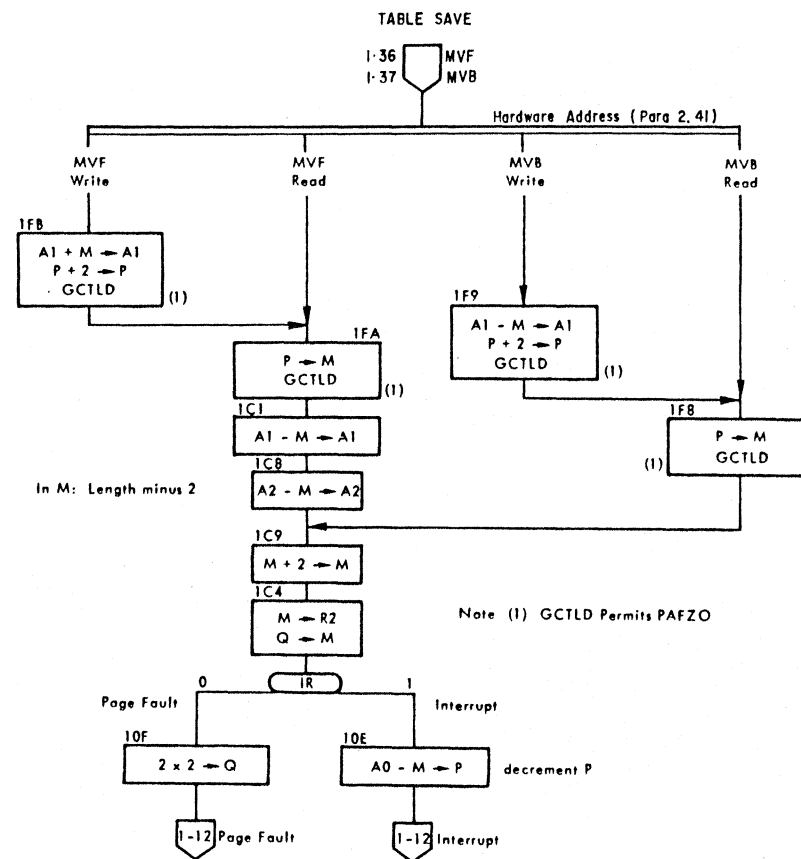 TABLE SAVE
1-36 MVF
1-37 MVB
Hardware Address (Para 2.41)
MVF Write
MVF Read
MVB Write
MVB Read
1FB
A1 + M → A1
P + 2 → P
GCTLD
(1)
1F9
A1 - M → A1
P + 2 → P
GCTLD
(1)
1FA
P → M
GCTLD
(1)
1F8
P → M
GCTLD
(1)
1C1
A1 - M → A1
In M: Length minus 2
1C8
A2 - M → A2
1C9
M + 2 → M
1C4
M → R2
Q → M
Note (1) GCTLD Permits PAFZO
0 IR 1
Page Fault
Interrupt
10F
2 x 2 → Q
10E
A0 - M → P
decrement P
1-12 Page Fault
1-12 Interrupt